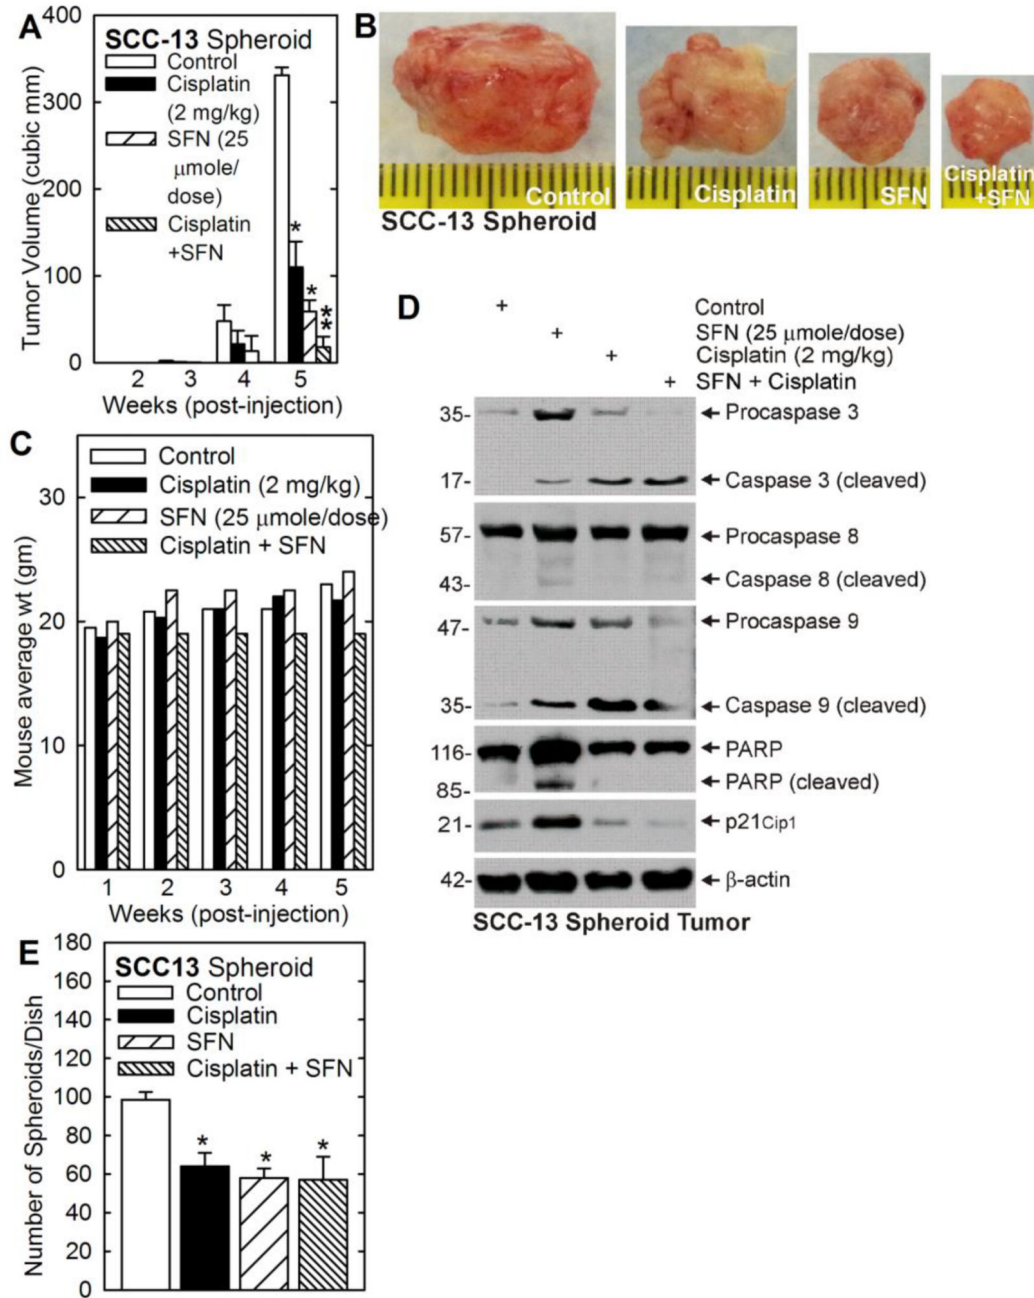 A
400
300
200
100
0
Tumor Volume (cubic mm)
SCC-13 Spheroid
Control
Cisplatin
(2 mg/kg)
SFN (25
μmole/
dose)
Cisplatin
+SFN
*
*
**
2 3 4 5
Weeks (post-injection)
B
Control
Cisplatin
SFN
Cisplatin
+SFN
SCC-13 Spheroid
C
30
20
10
0
Mouse average wt (gm)
Control
Cisplatin (2 mg/kg)
SFN (25 μmole/dose)
Cisplatin + SFN
1 2 3 4 5
Weeks (post-injection)
D
+ Control
+ SFN (25 μmole/dose)
+ Cisplatin (2 mg/kg)
+ SFN + Cisplatin
35- Procaspase 3
17- Caspase 3 (cleaved)
57- Procaspase 8
43- Caspase 8 (cleaved)
47- Procaspase 9
35- Caspase 9 (cleaved)
116- PARP
85- PARP (cleaved)
21- p21Cip1
42- β-actin
SCC-13 Spheroid Tumor
E
180
160
140
120
100
80
60
40
20
0
Number of Spheroids/Dish
SCC13 Spheroid
Control
Cisplatin
SFN
Cisplatin + SFN
* * *